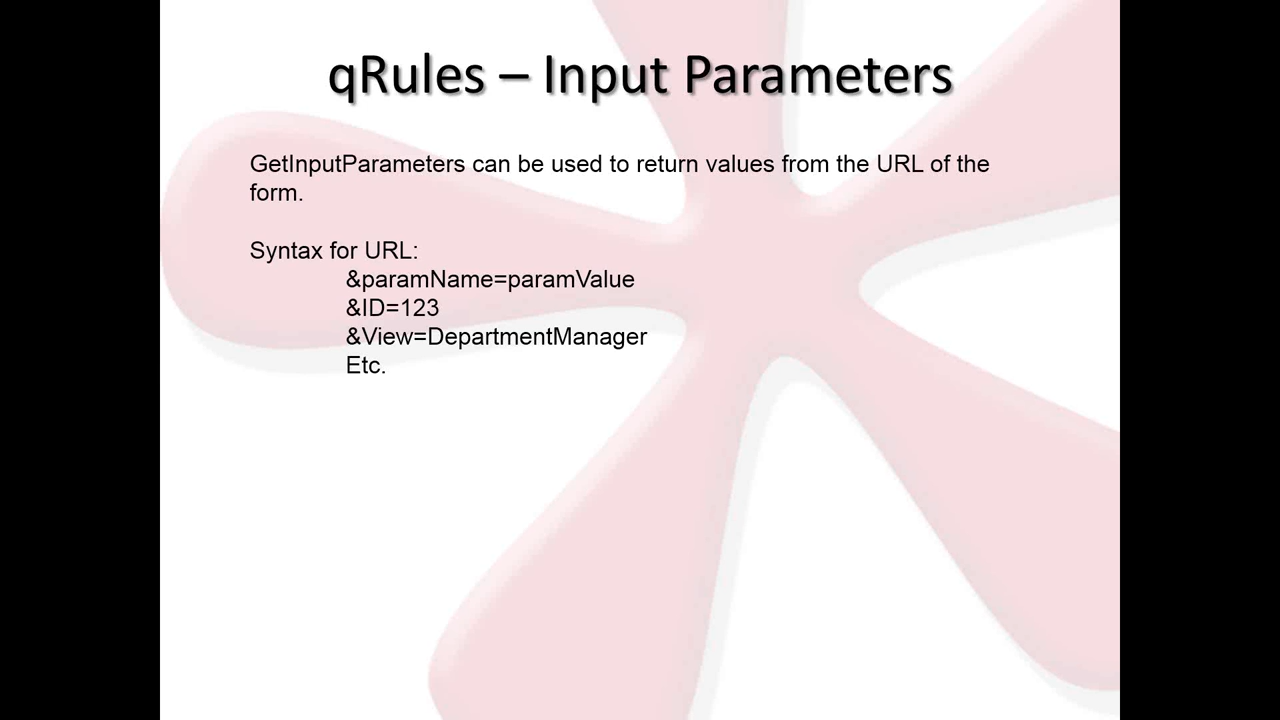 qRules – Input Parameters
GetInputParameters can be used to return values from the URL of the
form.
Syntax for URL:
&paramName=paramValue
&ID=123
&View=DepartmentManager
Etc.